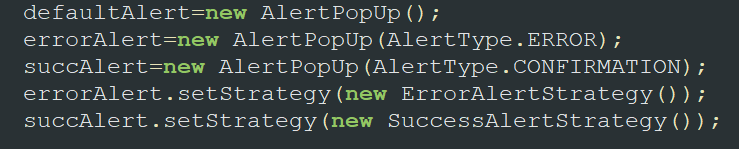 defaultAlert=new AlertPopUp();
errorAlert=new AlertPopUp(AlertType.ERROR);
succAlert=new AlertPopUp(AlertType.CONFIRMATION);
errorAlert.setStrategy(new ErrorAlertStrategy());
succAlert.setStrategy(new SuccessAlertStrategy());